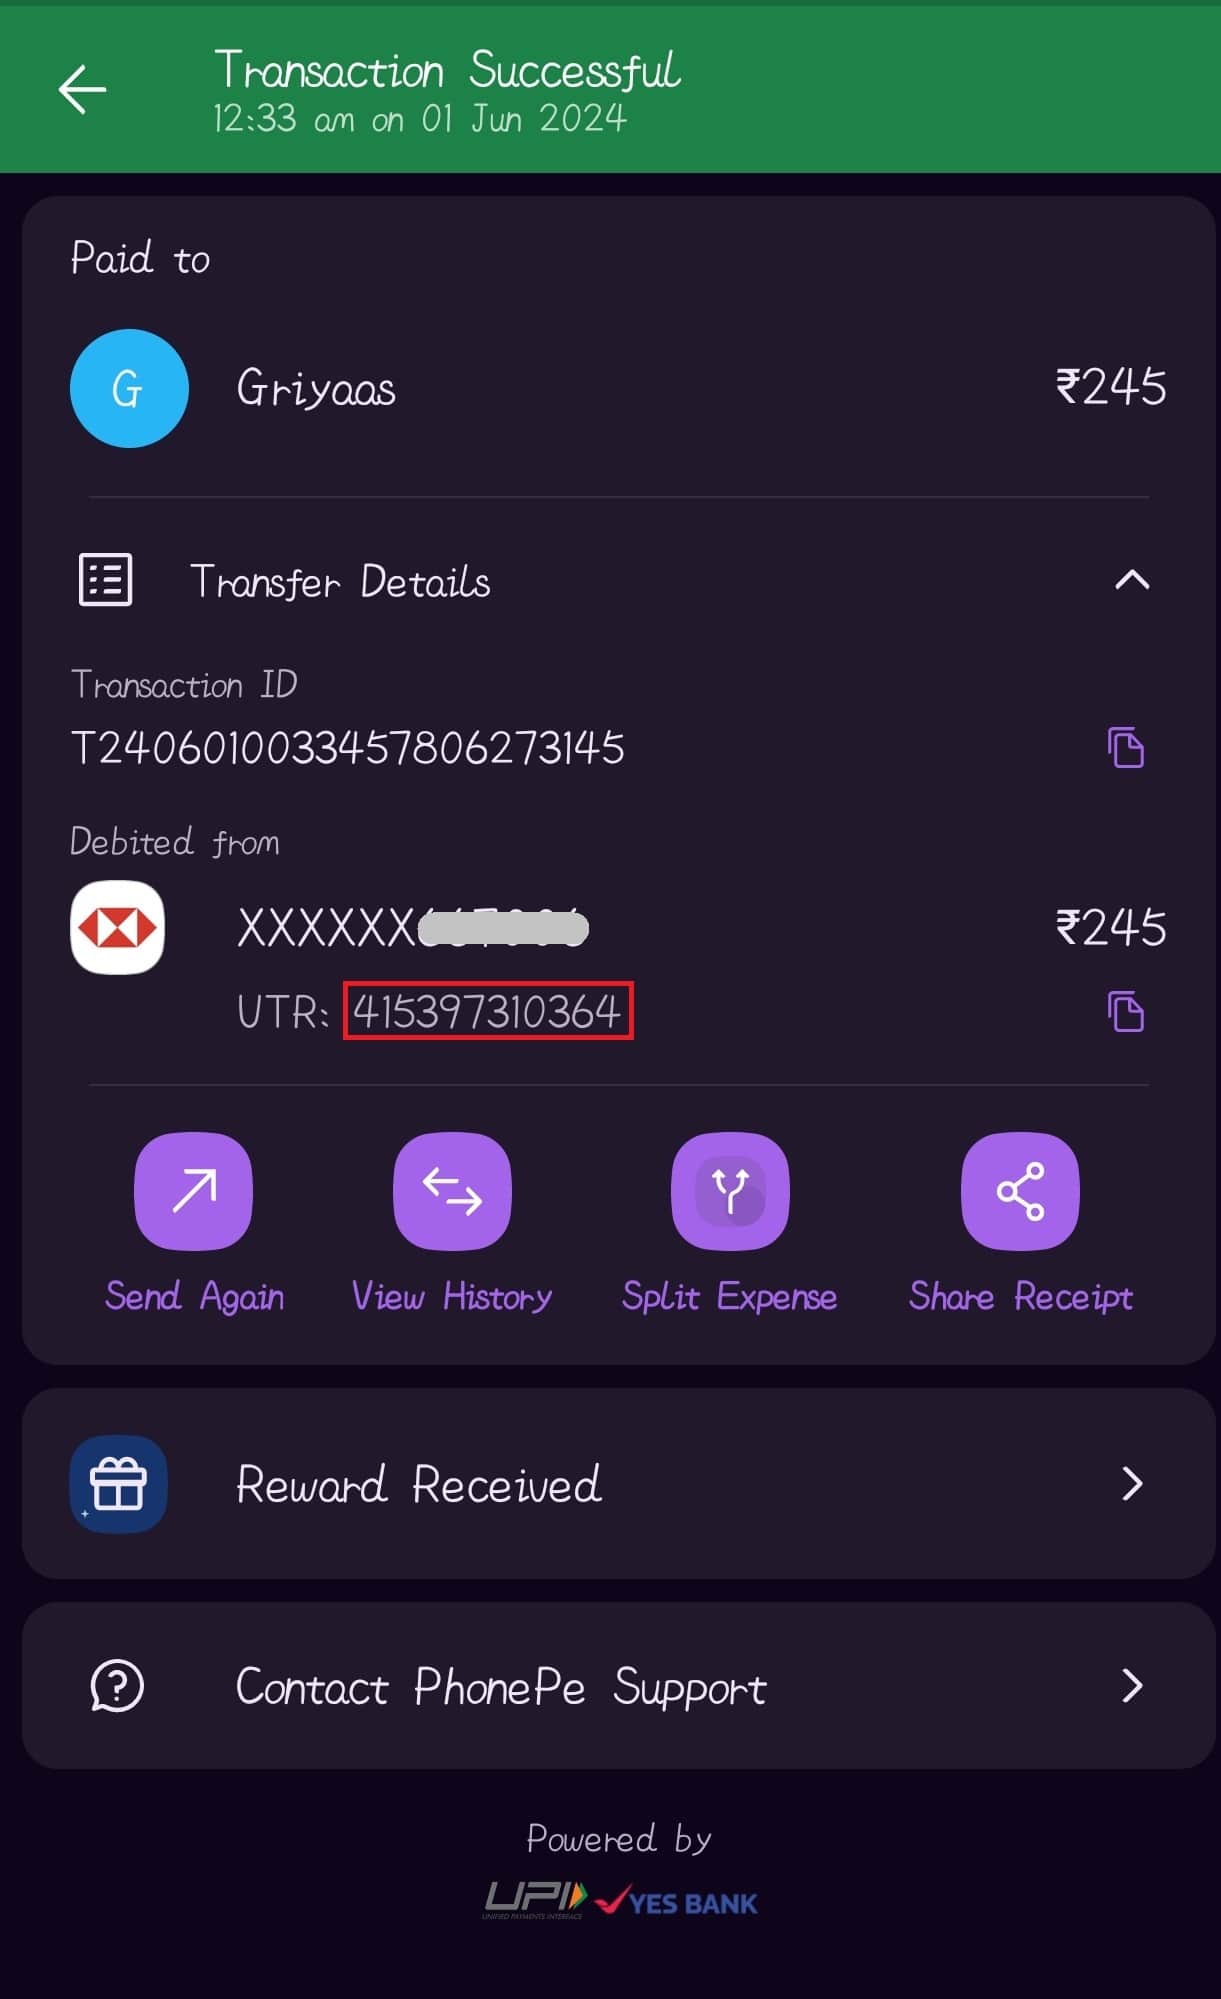 Transaction Successful
12:33 am on 01 Jun 2024
Paid to
G
Griyaas
₹245
Transfer Details
Transaction ID
T2406010033457806273145
Debited from
XXXXXX
₹245
UTR: 415397310364
Send Again
View History
Split Expense
Share Receipt
Reward Received
Contact PhonePe Support
Powered by
UPI
UNIFIED PAYMENTS INTERFACE
YES BANK